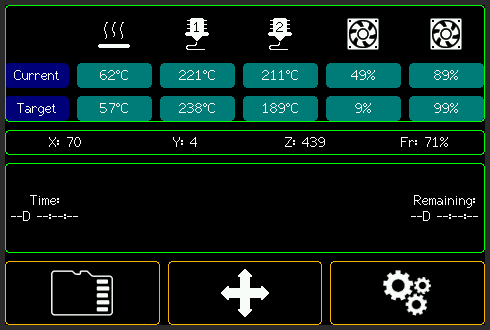 1 2
Current 62°C 221°C 211°C 49% 89%
Target 57°C 238°C 189°C 9% 99%
X: 70 Y: 4 Z: 439 Fr: 71%
Time: Remaining:
--D --:--:-- --D --:--:--